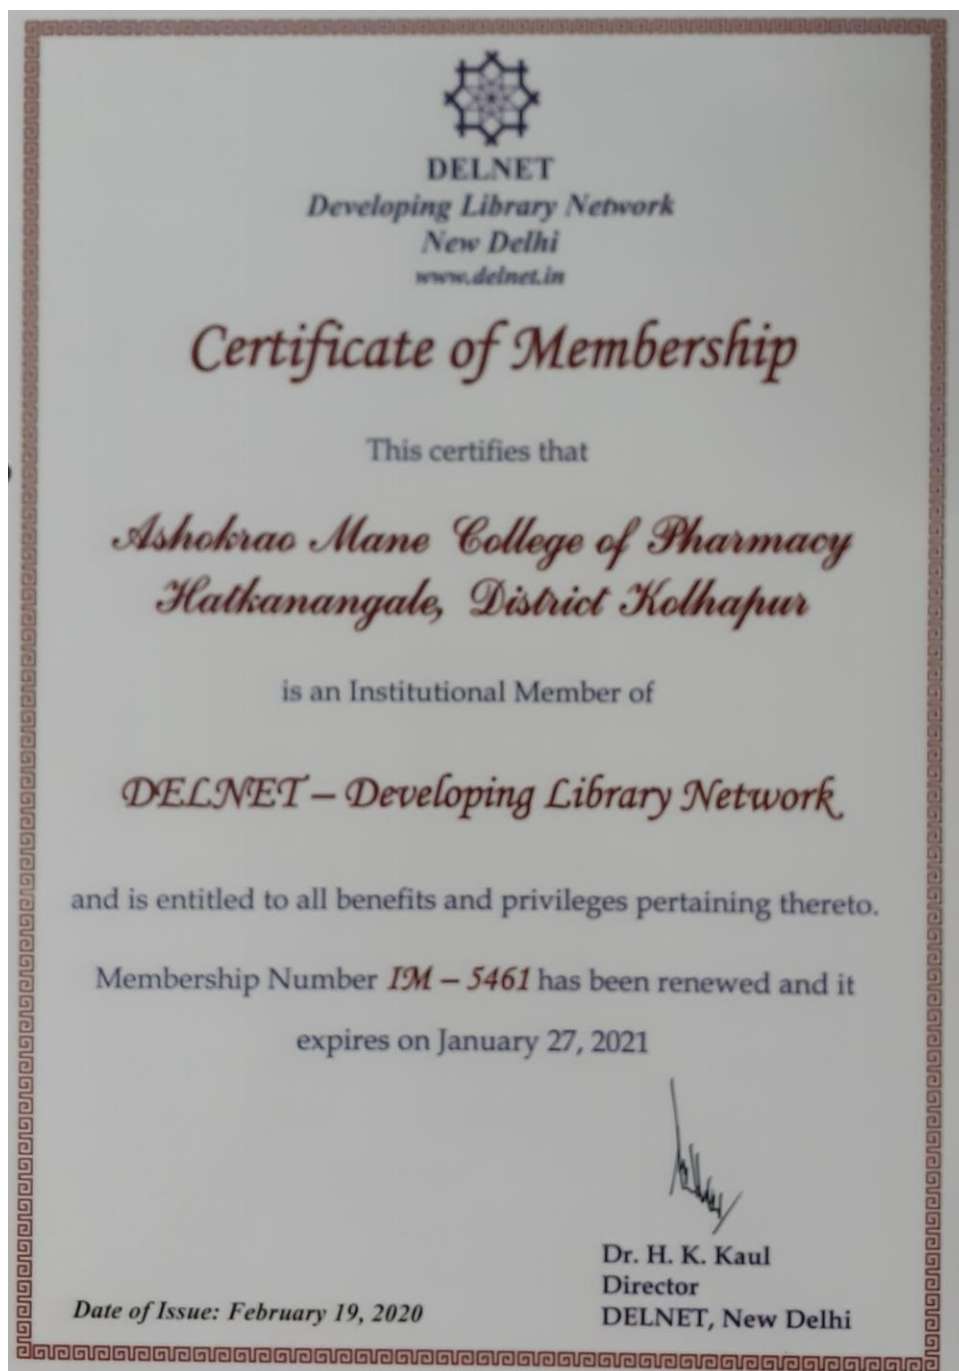 DELNET
Developing Library Network
New Delhi
www.delnet.in
Certificate of Membership
This certifies that
Ashokrao Mane College of Pharmacy
Hatkanangale, District Kolhapur
is an Institutional Member of
DELNET – Developing Library Network
and is entitled to all benefits and privileges pertaining thereto.
Membership Number IM – 5461 has been renewed and it
expires on January 27, 2021
Dr. H. K. Kaul
Director
DELNET, New Delhi
Date of Issue: February 19, 2020